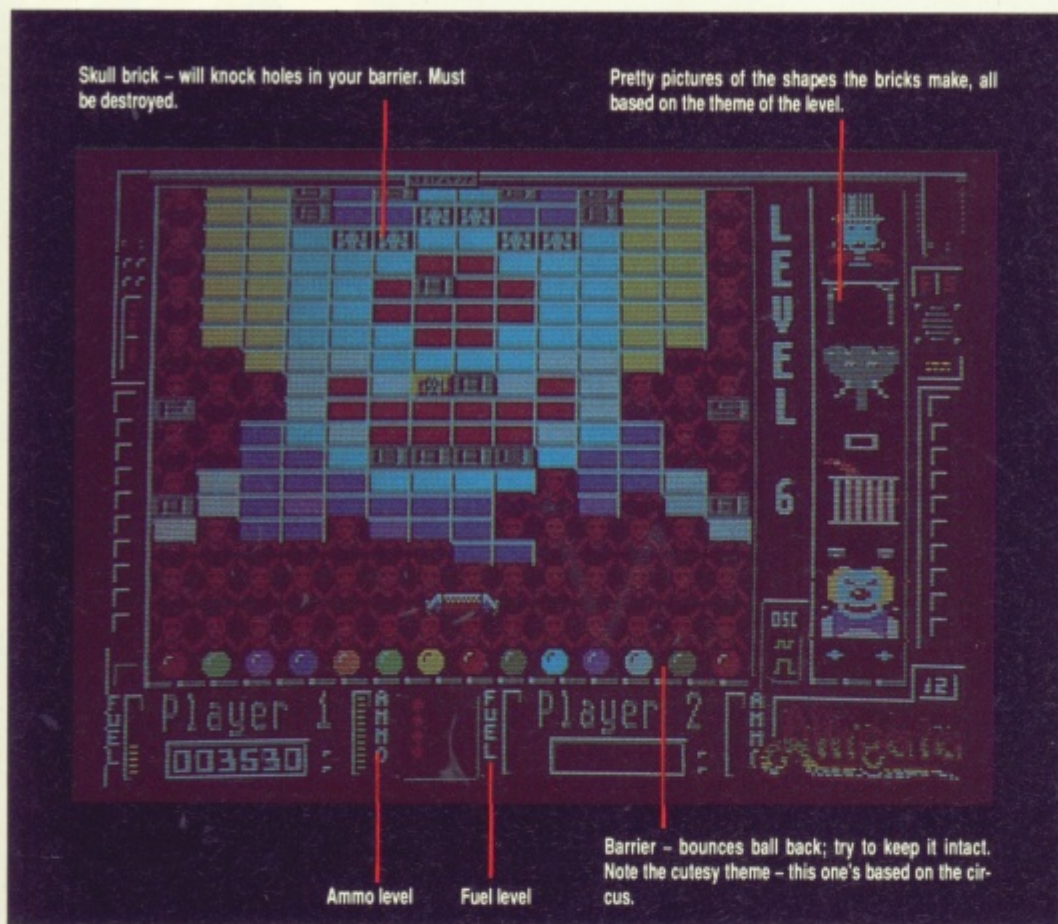 Skull brick – will knock holes in your barrier. Must
be destroyed.
Pretty pictures of the shapes the bricks make, all
based on the theme of the level.
LEVEL 6
OSC
FUEL
Player 1
003530
AMMO
FUEL
Player 2
AMMO
Barrier – bounces ball back; try to keep it intact.
Note the cutesy theme – this one's based on the cir-
cus.
Ammo level
Fuel level